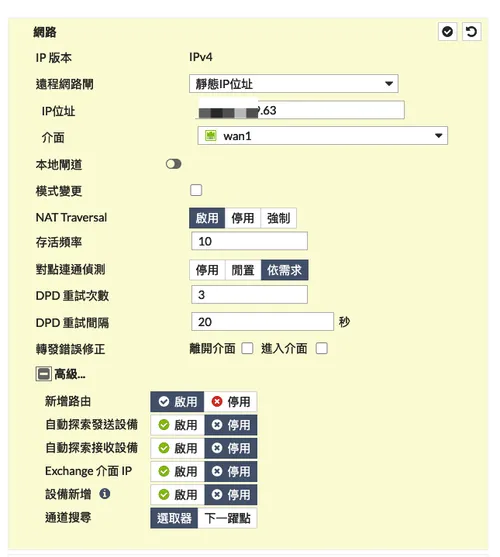 網路
IP 版本 IPv4
遠程網路閘 靜態IP位址
IP位址 .63
介面 wan1
本地閘道
模式變更
NAT Traversal 啟用 停用 強制
存活頻率 10
對點連通偵測 停用 閒置 依需求
DPD 重試次數 3
DPD 重試間隔 20 秒
轉發錯誤修正 離開介面 進入介面
高級...
新增路由 啟用 停用
自動探索發送設備 啟用 停用
自動探索接收設備 啟用 停用
Exchange 介面 IP 啟用 停用
設備新增 啟用 停用
通道搜尋 選取器 下一躍點